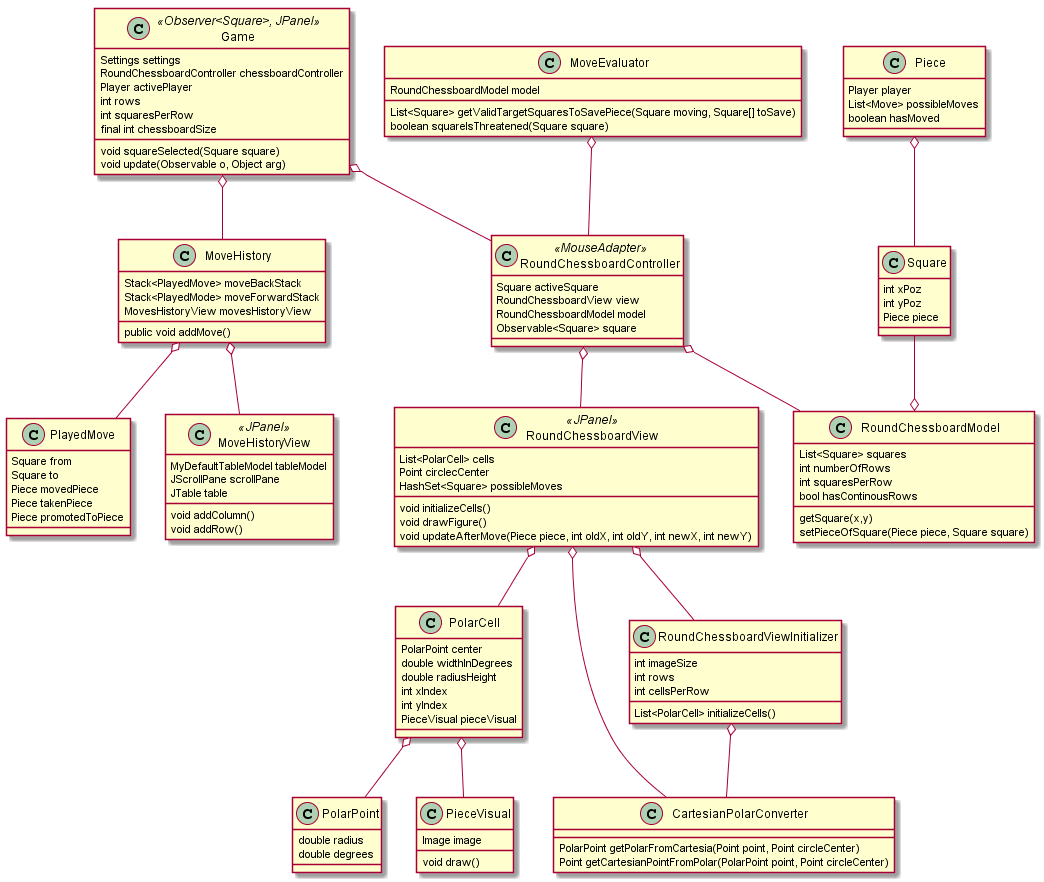 C «Observer<Square>, JPanel»
Game
Settings settings
RoundChessboardController chessboardController
Player activePlayer
int rows
int squaresPerRow
final int chessboardSize
void squareSelected(Square square)
void update(Observable o, Object arg)
C MoveEvaluator
RoundChessboardModel model
List<Square> getValidTargetSquaresToSavePiece(Square moving, Square[] toSave)
boolean squareIsThreatened(Square square)
C Piece
Player player
List<Move> possibleMoves
boolean hasMoved
C MoveHistory
Stack<PlayedMove> moveBackStack
Stack<PlayedMode> moveForwardStack
MovesHistoryView movesHistoryView
public void addMove()
C «MouseAdapter»
RoundChessboardController
Square activeSquare
RoundChessboardView view
RoundChessboardModel model
Observable<Square> square
C Square
int xPoz
int yPoz
Piece piece
C PlayedMove
Square from
Square to
Piece movedPiece
Piece takenPiece
Piece promotedToPiece
C «JPanel»
MoveHistoryView
MyDefaultTableModel tableModel
JScrollPane scrollPane
JTable table
void addColumn()
void addRow()
C «JPanel»
RoundChessboardView
List<PolarCell> cells
Point circlecCenter
HashSet<Square> possibleMoves
void initializeCells()
void drawFigure()
void updateAfterMove(Piece piece, int oldX, int oldY, int newX, int newY)
C RoundChessboardModel
List<Square> squares
int numberOfRows
int squaresPerRow
bool hasContinousRows
getSquare(x,y)
setPieceOfSquare(Piece piece, Square square)
C PolarCell
PolarPoint center
double widthInDegrees
double radiusHeight
int xIndex
int yIndex
PieceVisual pieceVisual
C RoundChessboardViewInitializer
int imageSize
int rows
int cellsPerRow
List<PolarCell> initializeCells()
C PolarPoint
double radius
double degrees
C PieceVisual
Image image
void draw()
C CartesianPolarConverter
PolarPoint getPolarFromCartesia(Point point, Point circleCenter)
Point getCartesianPointFromPolar(PolarPoint point, Point circleCenter)